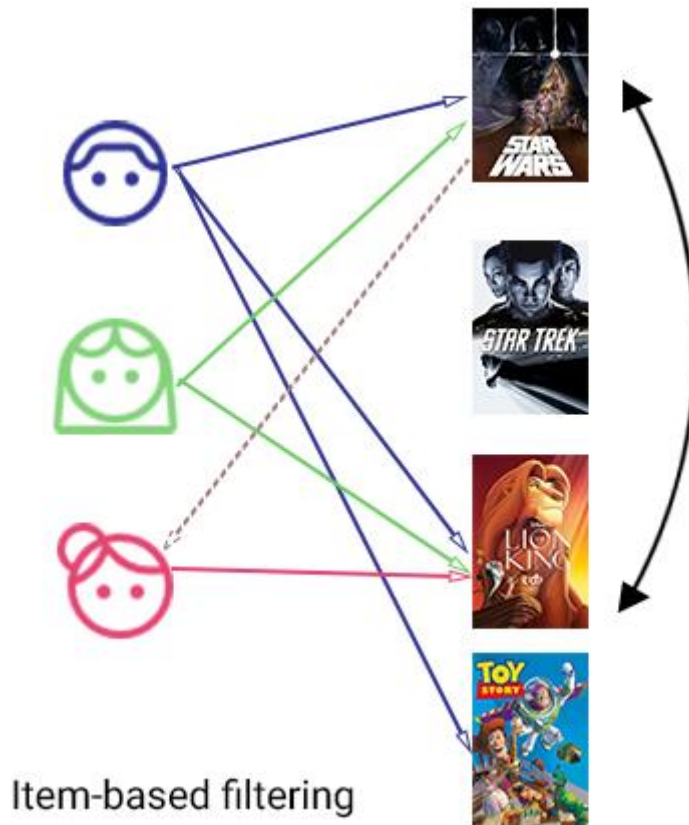 STAR
WARS
STAR TREK
LION
KING
TOY
STORY
Item-based filtering